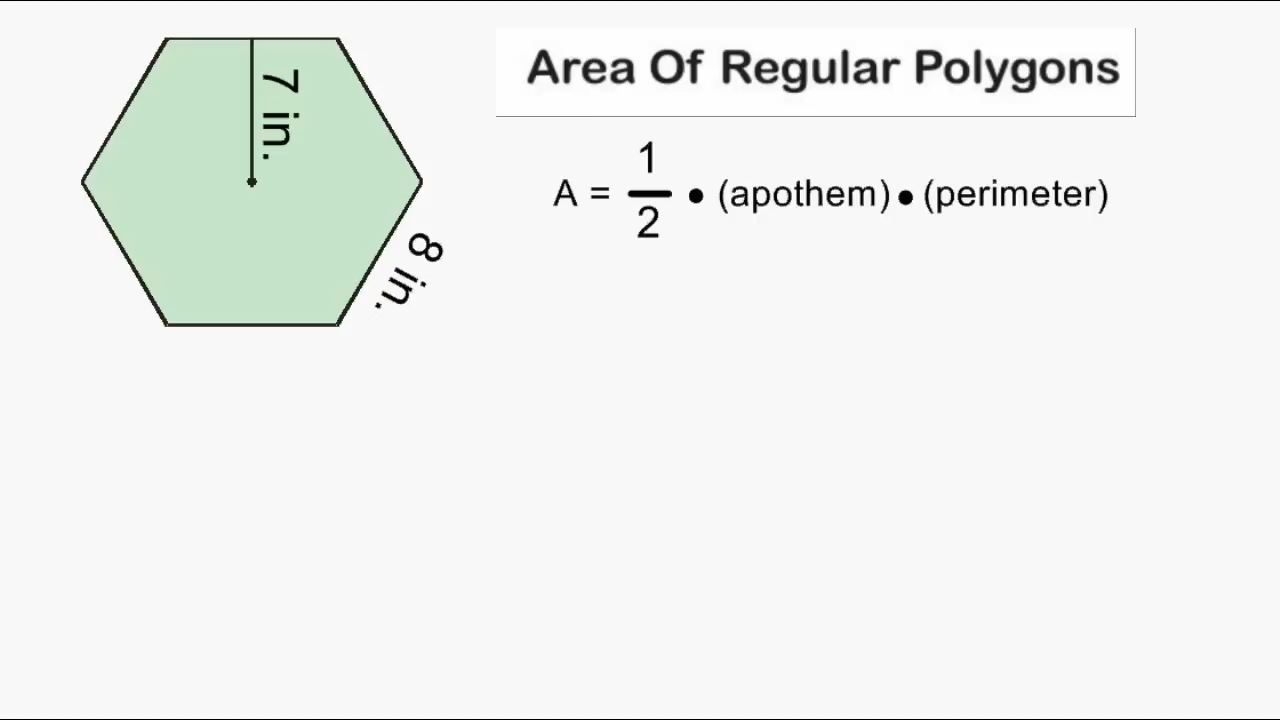 7 in.
8 in.
Area Of Regular Polygons
A = 1/2 • (apothem) • (perimeter)